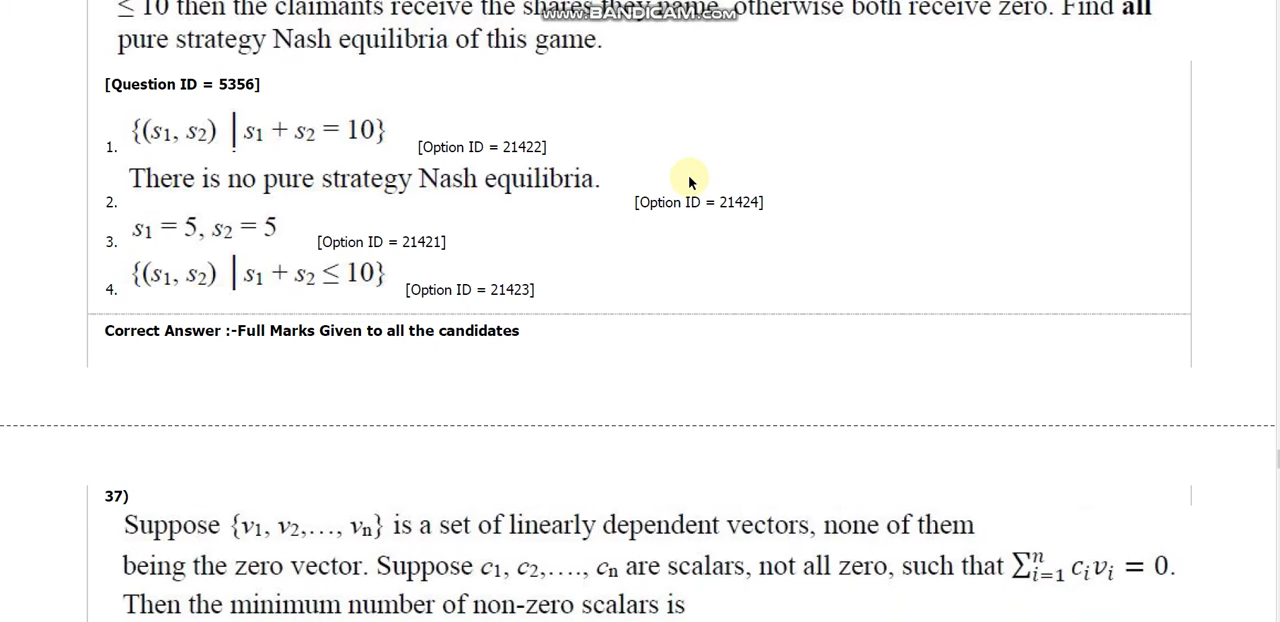 ≤ 10 then the claimants receive the shares they name, otherwise both receive zero. Find all
www.BANDICAM.com
pure strategy Nash equilibria of this game.
[Question ID = 5356]
1. {(s₁, s₂) | s₁ + s₂ = 10} [Option ID = 21422]
There is no pure strategy Nash equilibria.
2. [Option ID = 21424]
3. s₁ = 5, s₂ = 5 [Option ID = 21421]
4. {(s₁, s₂) | s₁ + s₂ ≤ 10} [Option ID = 21423]
Correct Answer :-Full Marks Given to all the candidates
37)
Suppose {v₁, v₂,…, vₙ} is a set of linearly dependent vectors, none of them
being the zero vector. Suppose c₁, c₂,…., cₙ are scalars, not all zero, such that ∑ⁿᵢ₌₁ cᵢvᵢ = 0.
Then the minimum number of non-zero scalars is